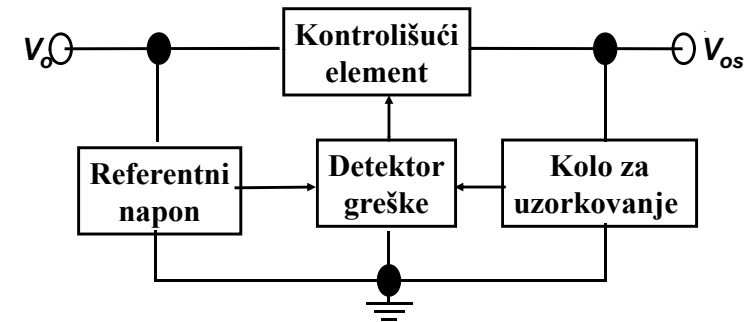 Kontrolišući
element
Vo
Vos
Referentni
napon
Detektor
greške
Kolo za
uzorkovanje